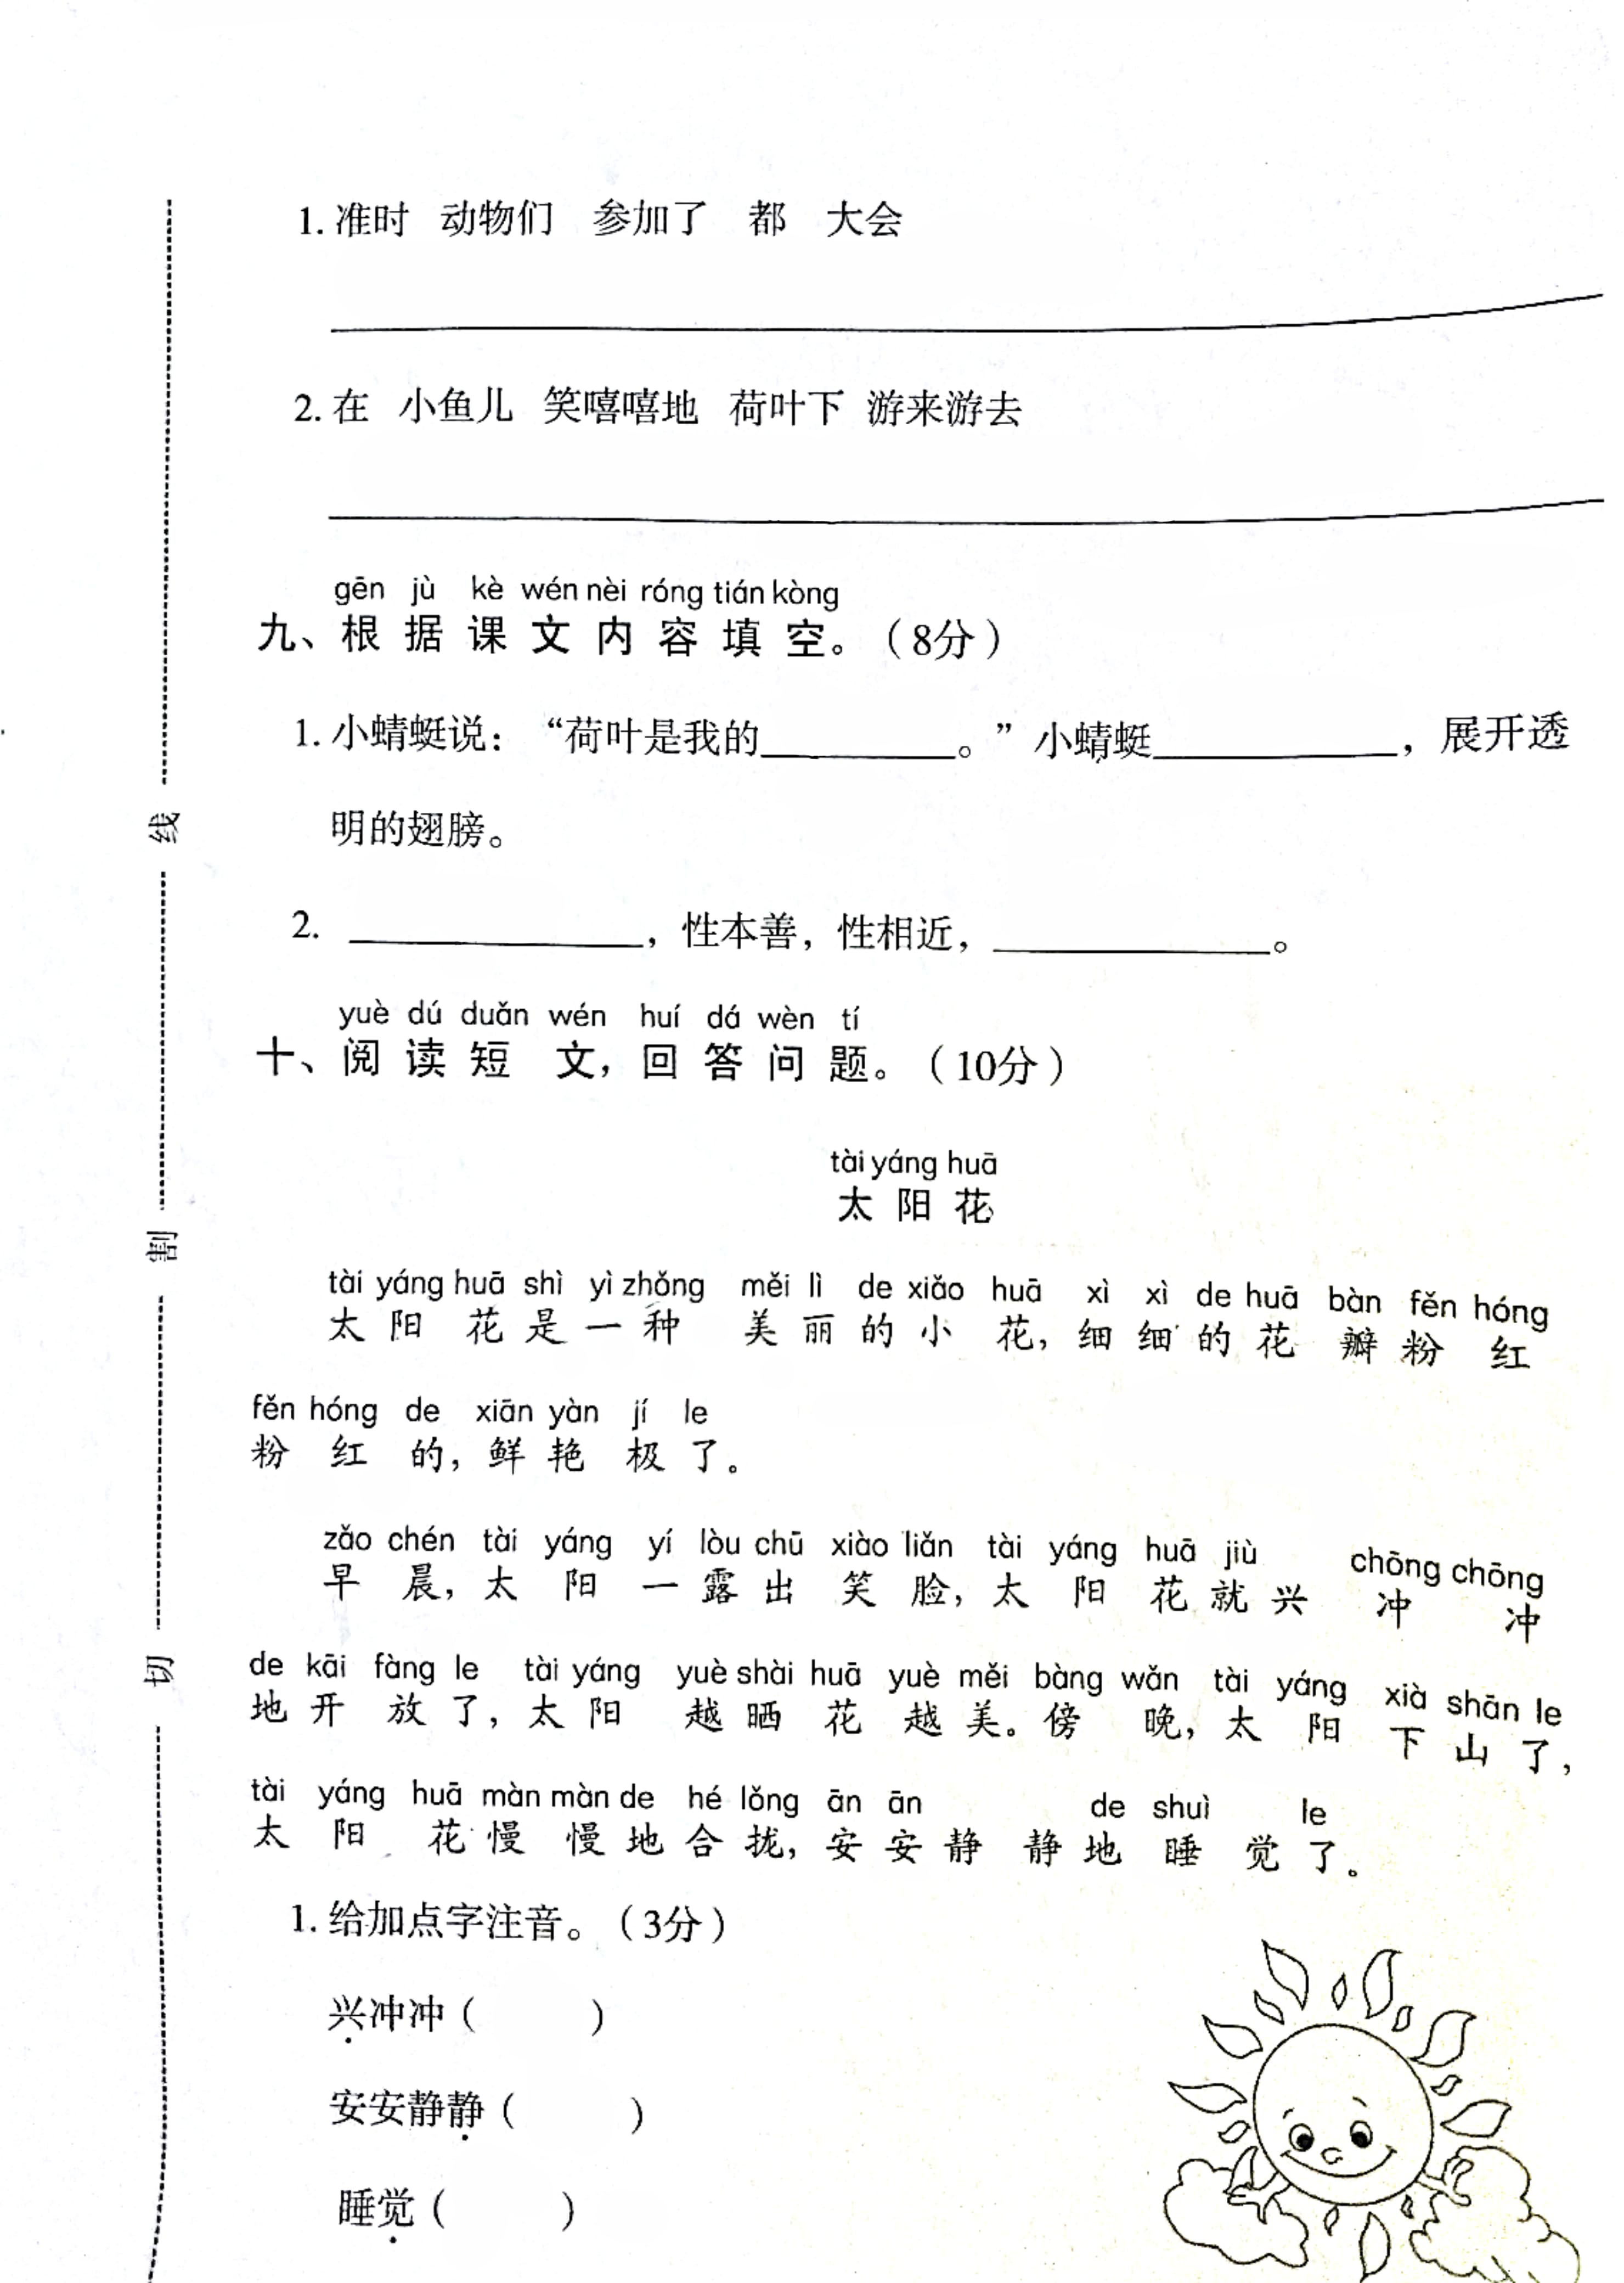 1. 准时 动物们 参加了 都 大会
2. 在 小鱼儿 笑嘻嘻地 荷叶下 游来游去
gēn jù kè wén nèi róng tián kòng
九、根据课文内容填空。(8分)
1. 小蜻蜓说：“荷叶是我的________。”小蜻蜓________，展开透
明的翅膀。
2. ________，性本善，性相近，________。
yuè dú duǎn wén huí dá wèn tí
十、阅读短文，回答问题。(10分)
tài yáng huā
太阳花
tài yáng huā shì yì zhǒng měi lì de xiǎo huā xì xì de huā bàn fěn hóng
太阳花是一种美丽的小花，细细的花瓣粉红
fěn hóng de xiān yàn jí le
粉红的，鲜艳极了。
zǎo chén tài yáng yí lòu chū xiào liǎn tài yáng huā jiù chōng chōng
早晨，太阳一露出笑脸，太阳花就兴冲冲
de kāi fàng le tài yáng yuè shài huā yuè měi bàng wǎn tài yáng xià shān le
地开放了，太阳越晒花越美。傍晚，太阳下山了，
tài yáng huā màn màn de hé lǒng ān ān de shuì le
太阳花慢慢地合拢，安安静静地睡觉了。
1. 给加点字注音。(3分)
兴冲冲（ ）
安安静静（ ）
睡觉（ ）
线
割
切